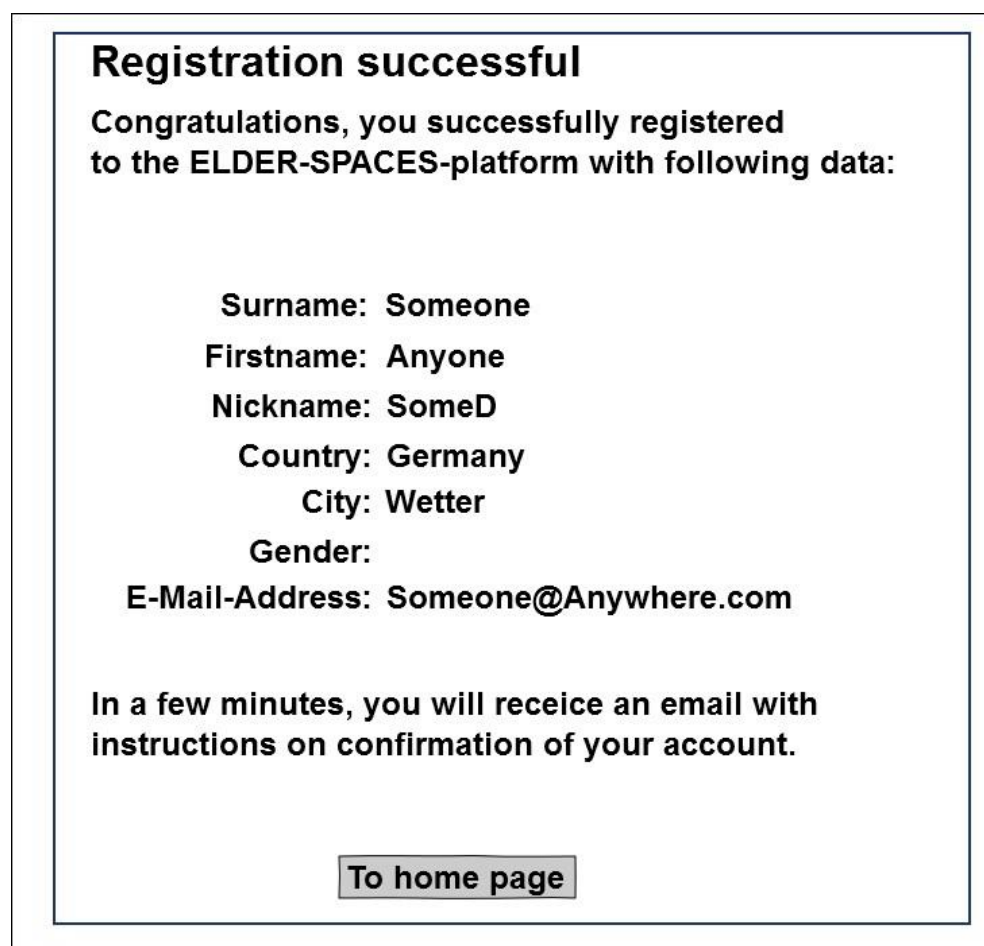 Registration successful
Congratulations, you successfully registered
to the ELDER-SPACES-platform with following data:
Surname: Someone
Firstname: Anyone
Nickname: SomeD
Country: Germany
City: Wetter
Gender:
E-Mail-Address: Someone@Anywhere.com
In a few minutes, you will receice an email with
instructions on confirmation of your account.
To home page